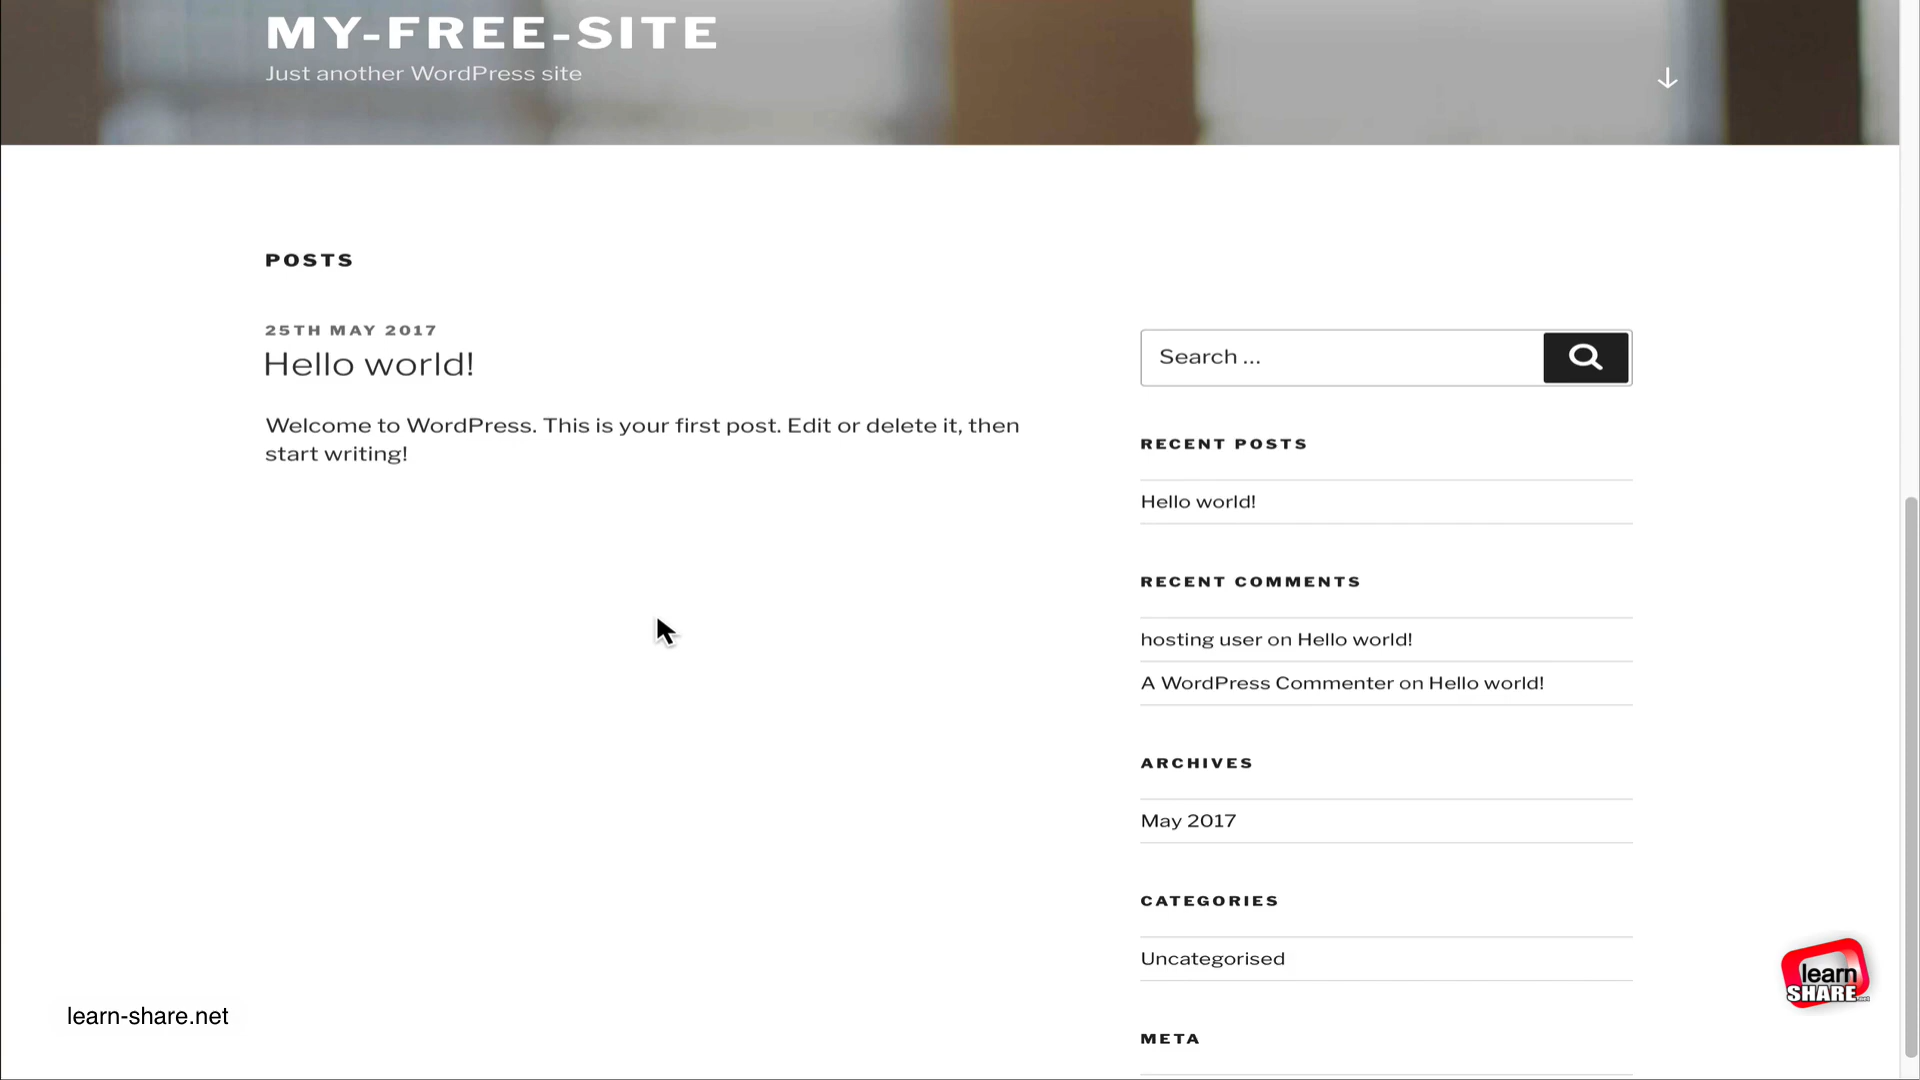 MY-FREE-SITE
Just another WordPress site
POSTS
25TH MAY 2017
Hello world!
Welcome to WordPress. This is your first post. Edit or delete it, then
start writing!
Search ...
RECENT POSTS
Hello world!
RECENT COMMENTS
hosting user on Hello world!
A WordPress Commenter on Hello world!
ARCHIVES
May 2017
CATEGORIES
Uncategorised
META
learn
SHARE.net
learn-share.net